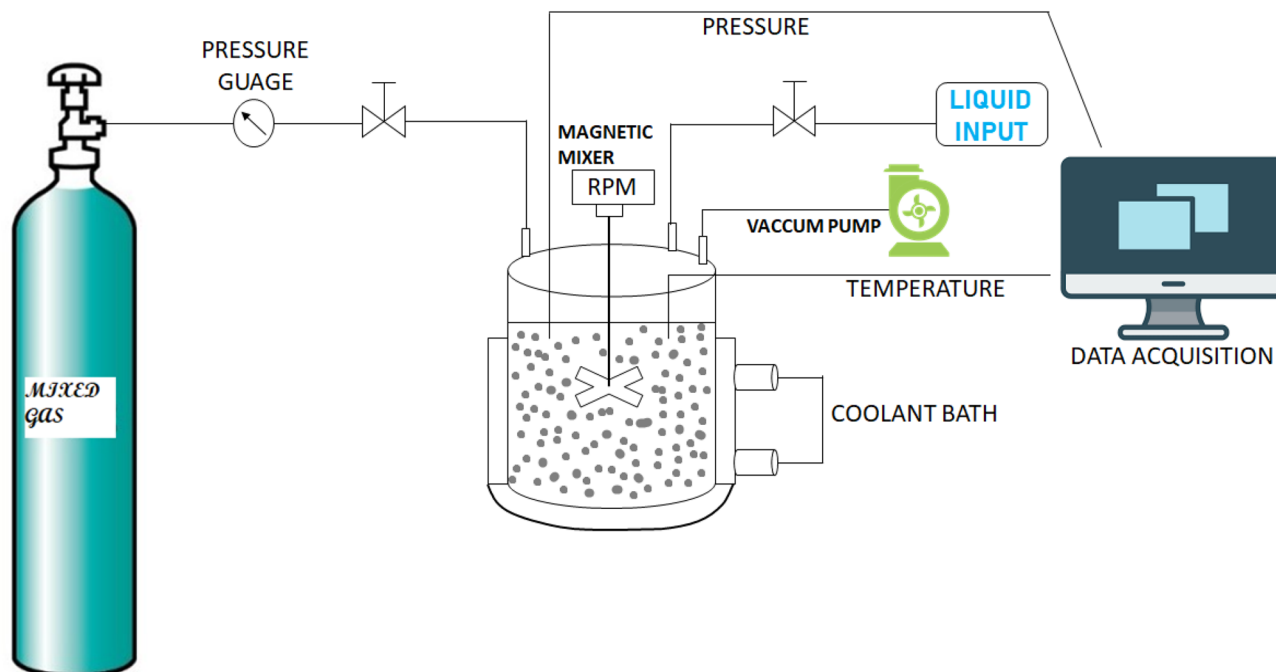 PRESSURE
PRESSURE
GUAGE
LIQUID
INPUT
MAGNETIC
MIXER
RPM
VACCUM PUMP
TEMPERATURE
DATA ACQUISITION
MIXED
GAS
COOLANT BATH